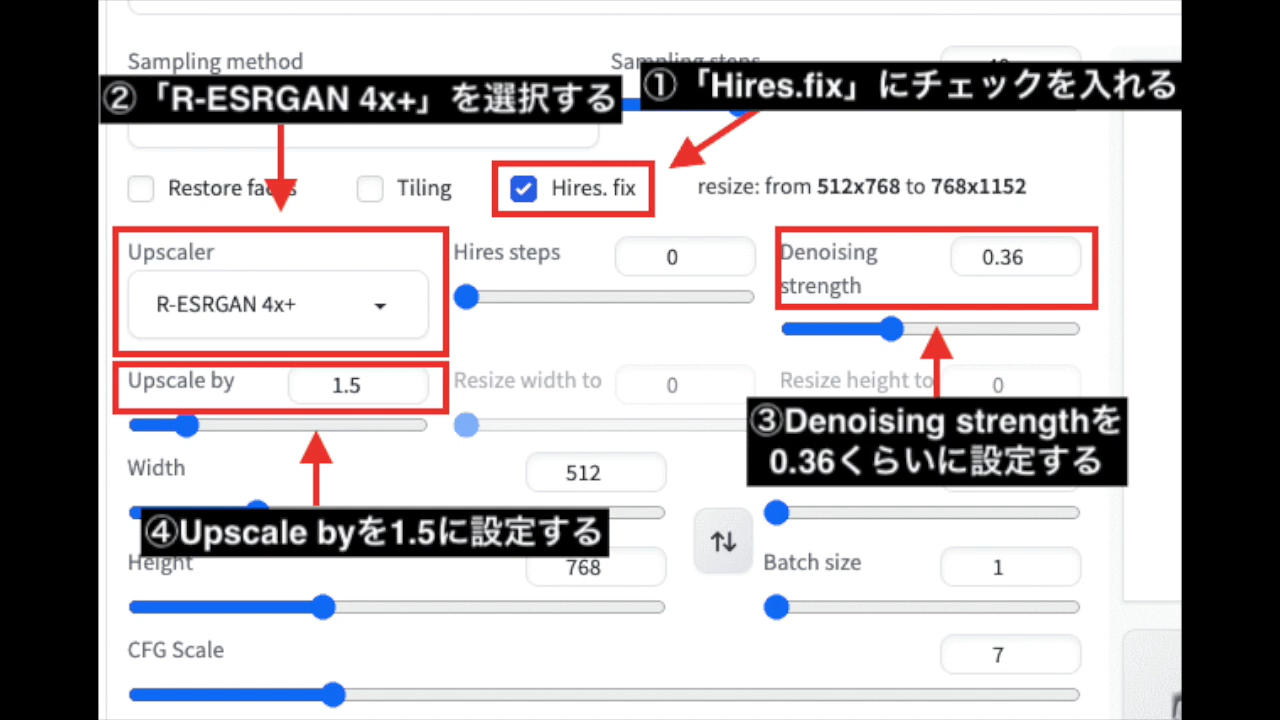 Sampling method
Sampling steps
②「R-ESRGAN 4x+」を選択する
①「Hires.fix」にチェックを入れる
Restore faces
Tiling
Hires. fix
resize: from 512x768 to 768x1152
Upscaler
R-ESRGAN 4x+
Hires steps
0
Denoising
strength
0.36
Upscale by
1.5
Resize width to
0
Resize height to
0
③Denoising strengthを
0.36くらいに設定する
Width
512
④Upscale byを1.5に設定する
Height
768
Batch size
1
CFG Scale
7